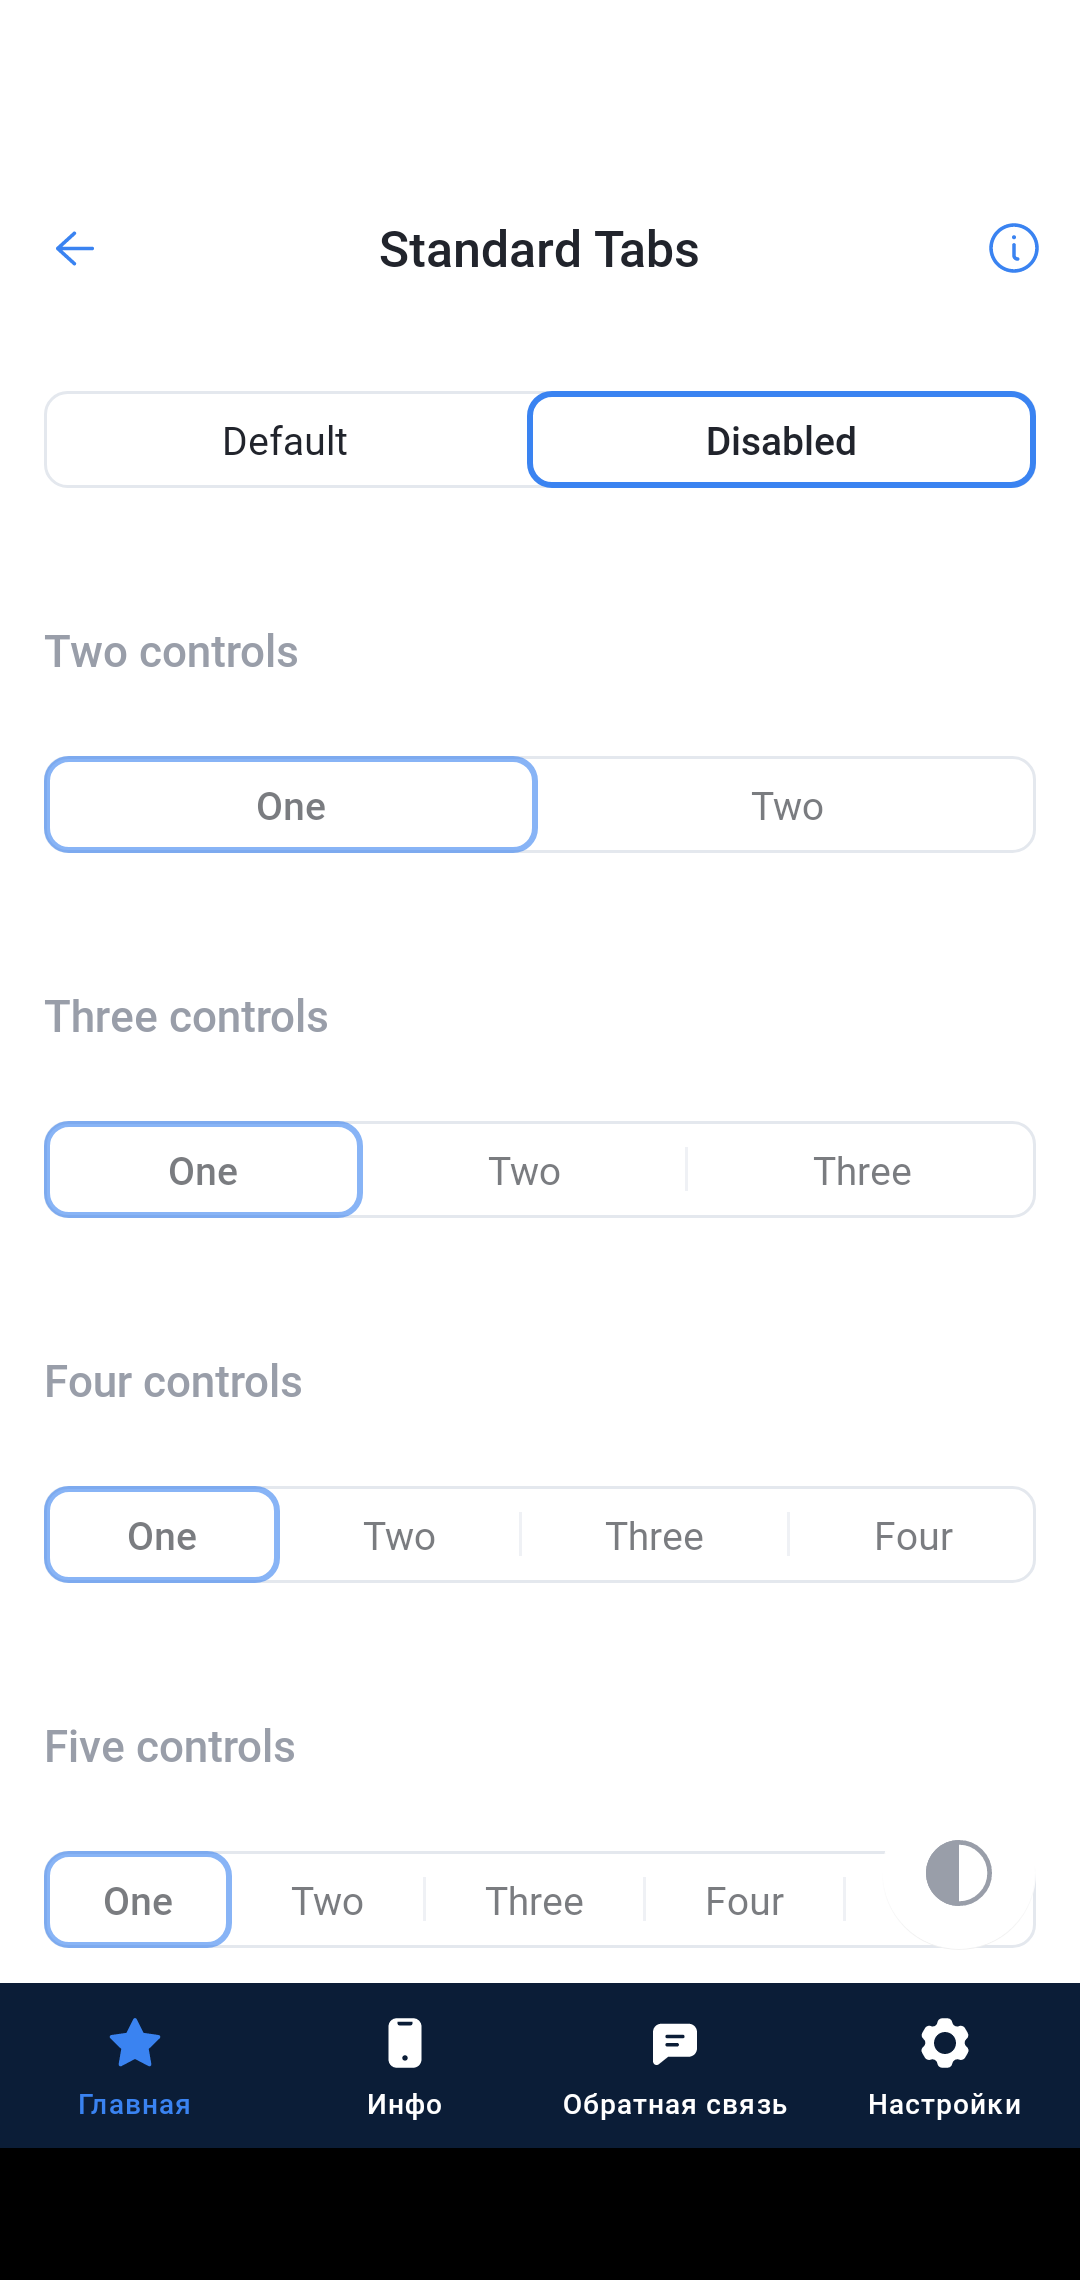 Standard Tabs
Default Disabled
Two controls
One Two
Three controls
One Two Three
Four controls
One Two Three Four
Five controls
One Two Three Four
Главная Инфо Обратная связь Настройки